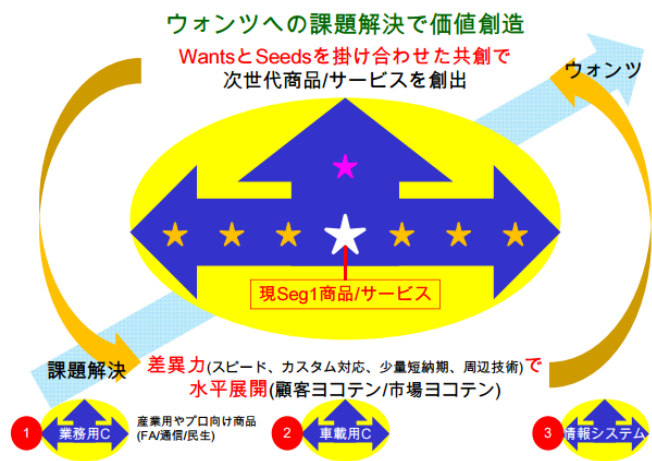 ウォンツへの課題解決で価値創造
WantsとSeedsを掛け合わせた共創で
次世代商品/サービスを創出
ウォンツ
現Seg1商品/サービス
課題解決
差異力(スピード、カスタム対応、少量短納期、周辺技術)で
水平展開(顧客ヨコテン/市場ヨコテン)
1
業務用C
産業用やプロ向け商品
(FA/通信/民生)
2
車載用C
3
情報システム